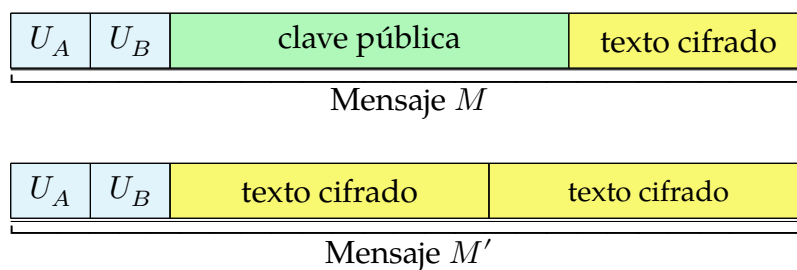 U_A U_B clave pública texto cifrado
Mensaje M
U_A U_B texto cifrado texto cifrado
Mensaje M′